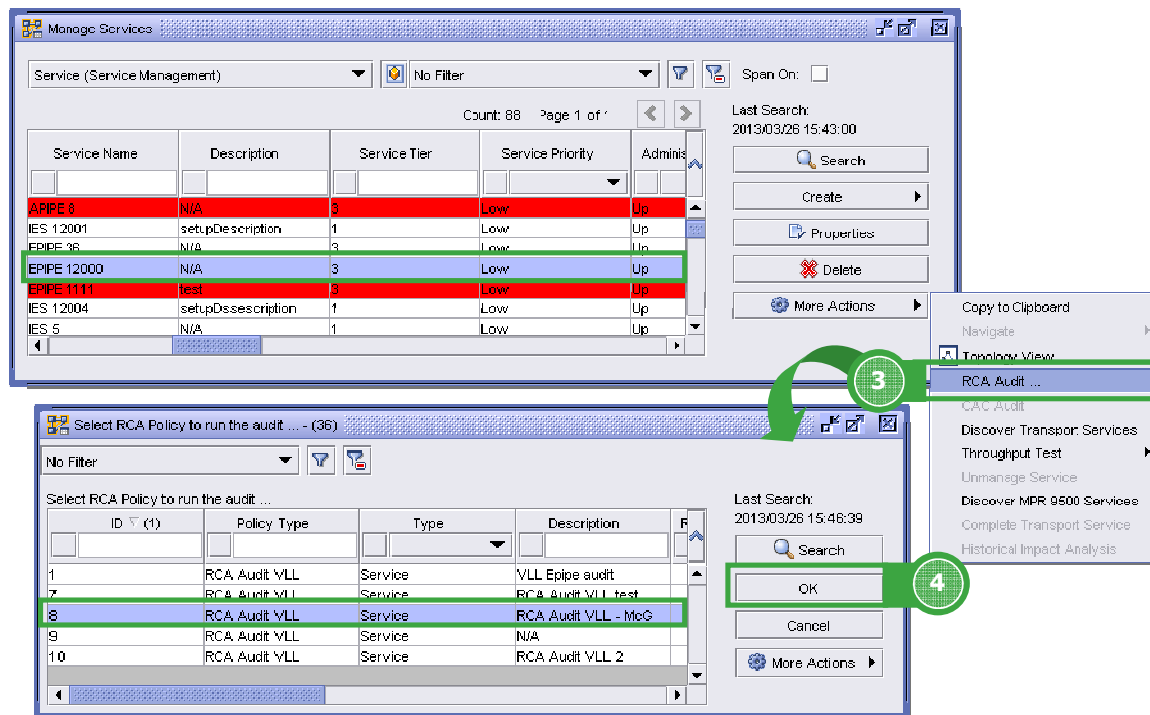 Manage Services
Service (Service Management)
No Filter
Span On:
Count: 88 Page 1 of 1
Last Search:
2013/03/26 15:43:00
Search
Create
Properties
Delete
More Actions
Service Name Description Service Tier Service Priority Adminis
APIPE 6 N/A 3 Low Up
IES 12001 setupDescription 1 Low Up
EPIPE 36 N/A 3 Low Up
EPIPE 12000 N/A 3 Low Up
EPIPE 1111 test 3 Low Up
IES 12004 setupDssescription 1 Low Up
IES 5 N/A 1 Low Up
Copy to Clipboard
Navigate
Topology View
RCA Audit ...
CAC Audit
Discover Transport Services
Throughput Test
Unmanage Service
Discover MPR 9500 Services
Complete Transport Service
Historical Impact Analysis
3
Select RCA Policy to run the audit ... - (36)
No Filter
Select RCA Policy to run the audit ...
Last Search:
2013/03/26 15:46:39
Search
OK
Cancel
More Actions
4
ID (1) Policy Type Type Description R
1 RCA Audit VLL Service VLL Epipe audit
7 RCA Audit VLL Service RCA Audit VLL test
8 RCA Audit VLL Service RCA Audit VLL - McG
9 RCA Audit VLL Service N/A
10 RCA Audit VLL Service RCA Audit VLL 2